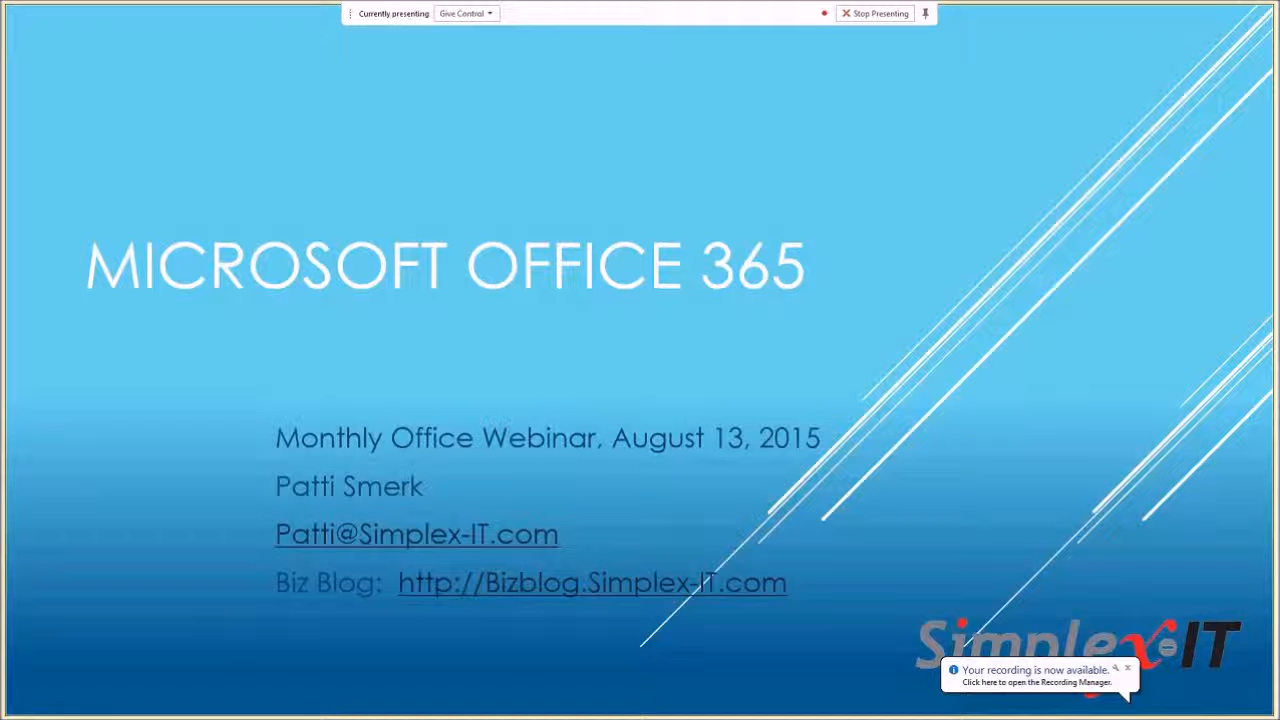 Currently presenting Give Control Stop Presenting
MICROSOFT OFFICE 365
Monthly Office Webinar, August 13, 2015
Patti Smerk
Patti@Simplex-IT.com
Biz Blog: http://Bizblog.Simplex-IT.com
Simplex-IT
Your recording is now available.
Click here to open the Recording Manager.